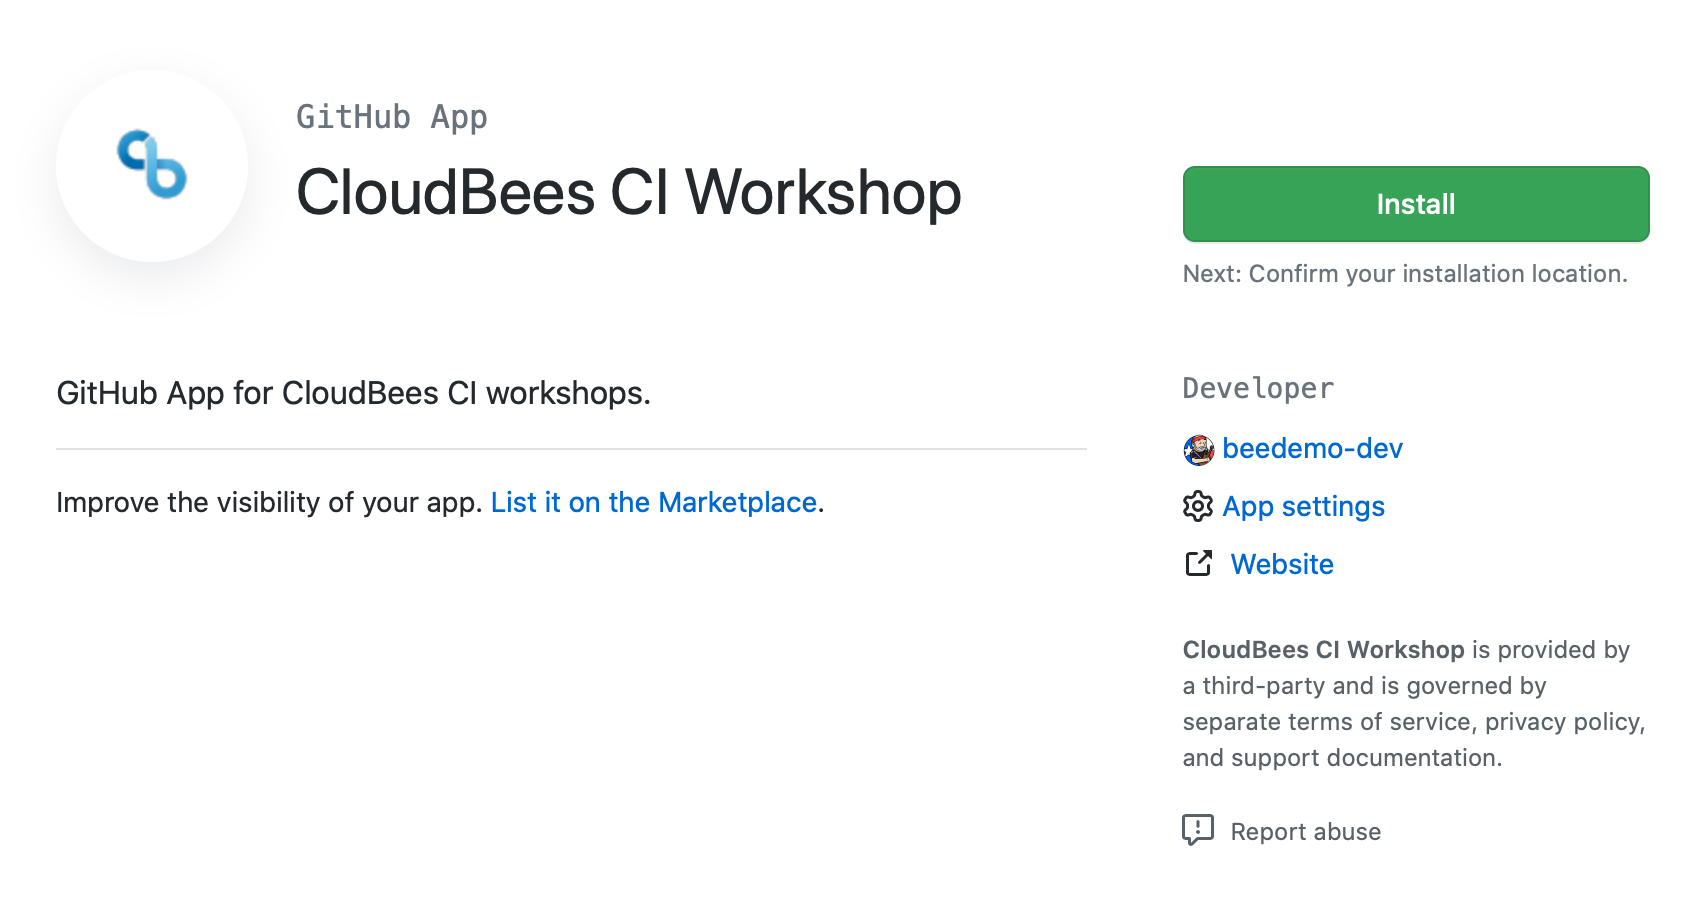 GitHub App
CloudBees CI Workshop
Install
Next: Confirm your installation location.
GitHub App for CloudBees CI workshops.
Improve the visibility of your app. List it on the Marketplace.
Developer
beedemo-dev
App settings
Website
CloudBees CI Workshop is provided by
a third-party and is governed by
separate terms of service, privacy policy,
and support documentation.
Report abuse